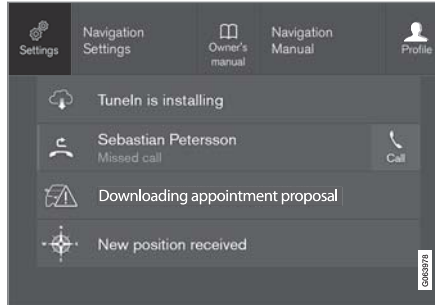 Settings
Navigation
Settings
Owner's
manual
Navigation
Manual
Profile
TuneIn is installing
Sebastian Petersson
Missed call
Call
Downloading appointment proposal
New position received
G063978